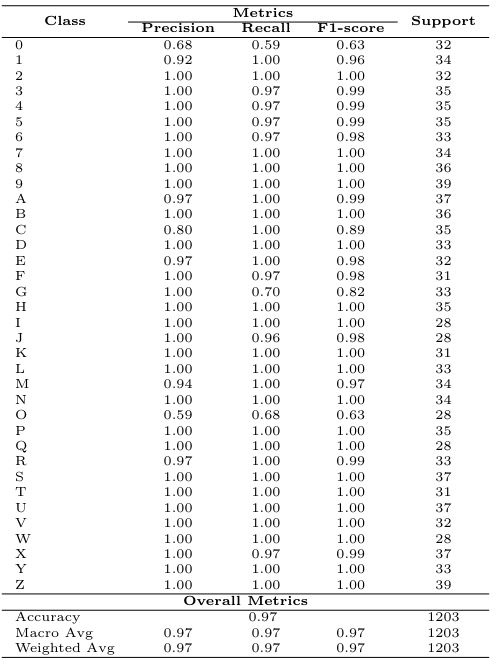 Class Metrics Support
Precision Recall F1-score
0 0.68 0.59 0.63 32
1 0.92 1.00 0.96 34
2 1.00 1.00 1.00 32
3 1.00 0.97 0.99 35
4 1.00 0.97 0.99 35
5 1.00 0.97 0.99 35
6 1.00 0.97 0.98 33
7 1.00 1.00 1.00 34
8 1.00 1.00 1.00 36
9 1.00 1.00 1.00 39
A 0.97 1.00 0.99 37
B 1.00 1.00 1.00 36
C 0.80 1.00 0.89 35
D 1.00 1.00 1.00 33
E 0.97 1.00 0.98 32
F 1.00 0.97 0.98 31
G 1.00 0.70 0.82 33
H 1.00 1.00 1.00 35
I 1.00 1.00 1.00 28
J 1.00 0.96 0.98 28
K 1.00 1.00 1.00 31
L 1.00 1.00 1.00 33
M 0.94 1.00 0.97 34
N 1.00 1.00 1.00 34
O 0.59 0.68 0.63 28
P 1.00 1.00 1.00 35
Q 1.00 1.00 1.00 28
R 0.97 1.00 0.99 33
S 1.00 1.00 1.00 37
T 1.00 1.00 1.00 31
U 1.00 1.00 1.00 37
V 1.00 1.00 1.00 32
W 1.00 1.00 1.00 28
X 1.00 0.97 0.99 37
Y 1.00 1.00 1.00 33
Z 1.00 1.00 1.00 39
Overall Metrics
Accuracy 0.97 1203
Macro Avg 0.97 0.97 0.97 1203
Weighted Avg 0.97 0.97 0.97 1203